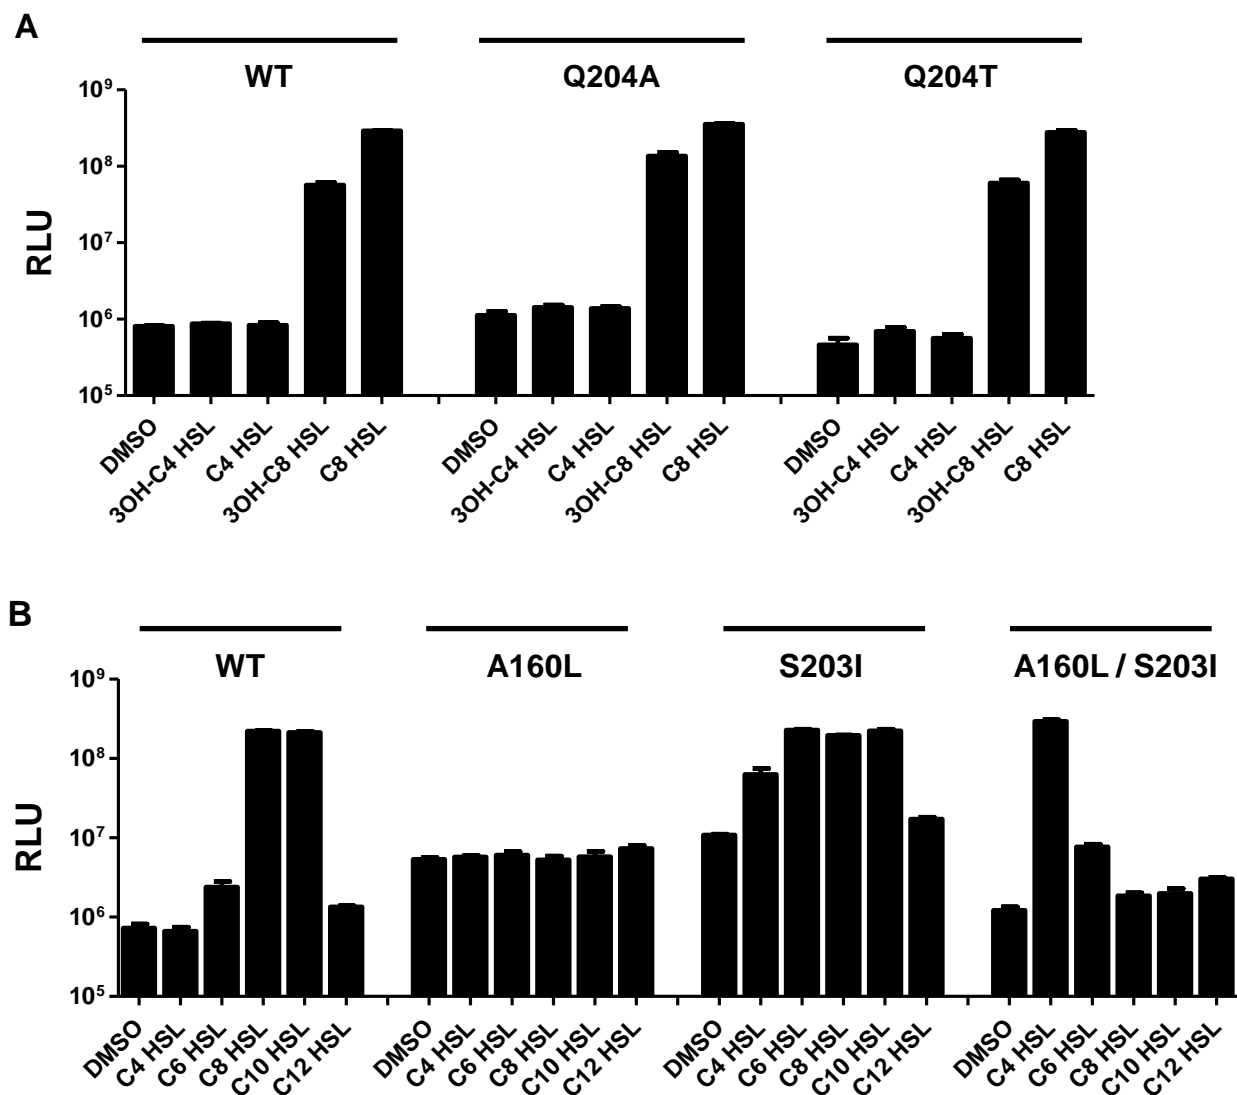 A
WT Q204A Q204T
10⁹
10⁸
10⁷
10⁶
10⁵
RLU
DMSO 3OH-C4 HSL C4 HSL 3OH-C8 HSL C8 HSL DMSO 3OH-C4 HSL C4 HSL 3OH-C8 HSL C8 HSL DMSO 3OH-C4 HSL C4 HSL 3OH-C8 HSL C8 HSL
B
WT A160L S203I A160L / S203I
10⁹
10⁸
10⁷
10⁶
10⁵
RLU
DMSO C4 HSL C6 HSL C8 HSL C10 HSL C12 HSL DMSO C4 HSL C6 HSL C8 HSL C10 HSL C12 HSL DMSO C4 HSL C6 HSL C8 HSL C10 HSL C12 HSL DMSO C4 HSL C6 HSL C8 HSL C10 HSL C12 HSL